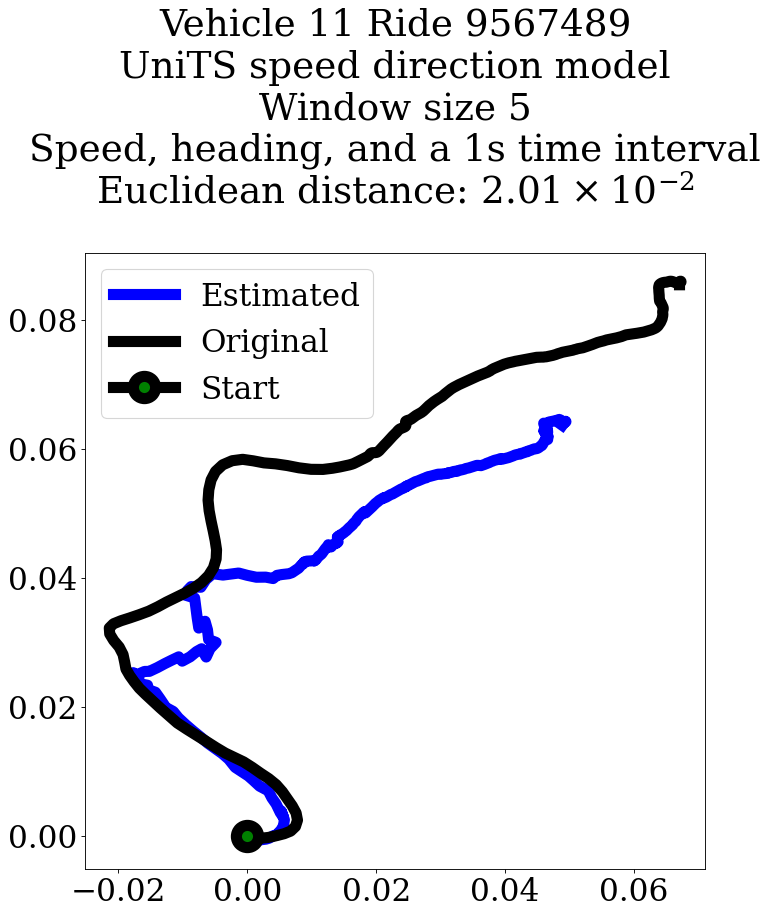 Vehicle 11 Ride 9567489
UniTS speed direction model
Window size 5
Speed, heading, and a 1s time interval
Euclidean distance: $2.01 \times 10^{-2}$
Estimated
Original
Start
0.08
0.06
0.04
0.02
0.00
−0.02 0.00 0.02 0.04 0.06